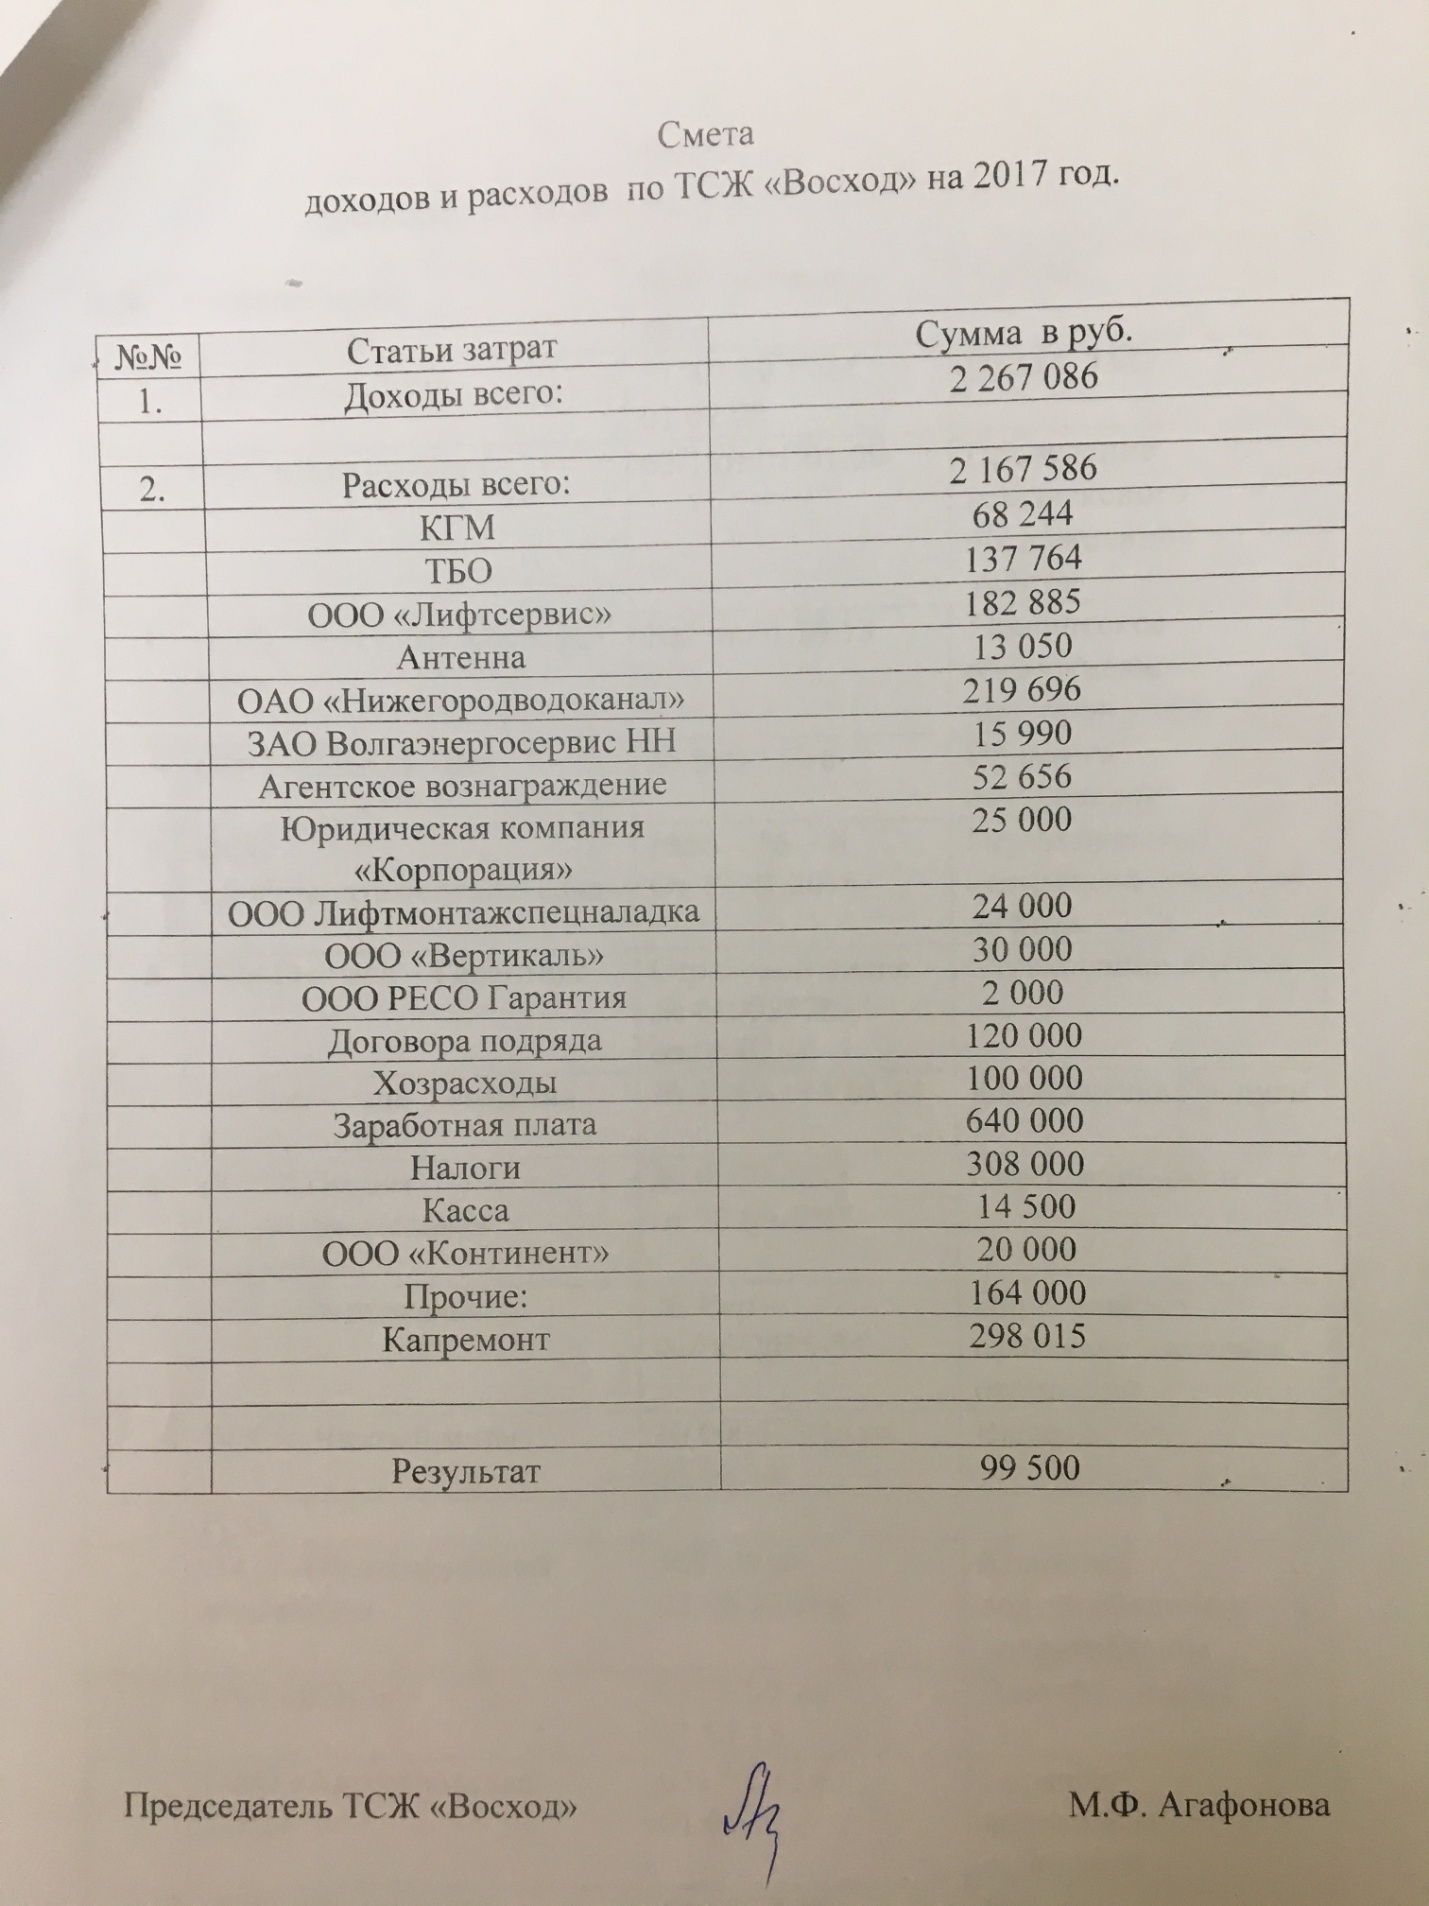 Смета
доходов и расходов по ТСЖ «Восход» на 2017 год.
№№ Статьи затрат Сумма в руб.
1. Доходы всего: 2 267 086
2. Расходы всего: 2 167 586
КГМ 68 244
ТБО 137 764
ООО «Лифтсервис» 182 885
Антенна 13 050
ОАО «Нижегородводоканал» 219 696
ЗАО Волгаэнергосервис НН 15 990
Агентское вознаграждение 52 656
Юридическая компания 25 000
«Корпорация»
ООО Лифтмонтажспецналадка 24 000
ООО «Вертикаль» 30 000
ООО РЕСО Гарантия 2 000
Договора подряда 120 000
Хозрасходы 100 000
Заработная плата 640 000
Налоги 308 000
Касса 14 500
ООО «Континент» 20 000
Прочие: 164 000
Капремонт 298 015
Результат 99 500
Председатель ТСЖ «Восход» М.Ф. Агафонова